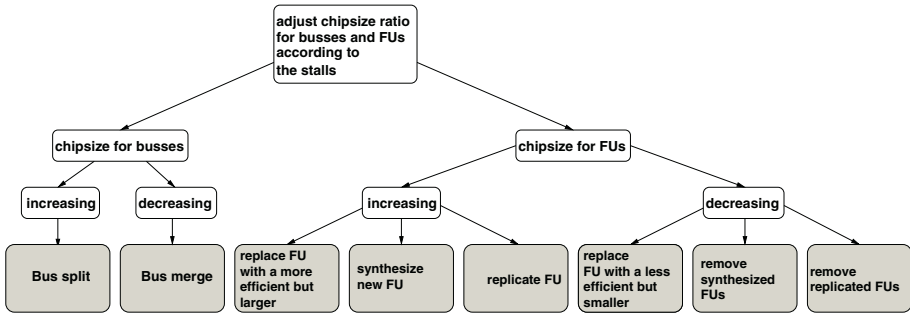 adjust chipsize ratio
for busses and FUs
according to
the stalls
chipsize for busses
chipsize for FUs
increasing
decreasing
increasing
decreasing
Bus split
Bus merge
replace FU
with a more
efficient but
larger
synthesize
new FU
replicate FU
replace
FU with a less
efficient but
smaller
remove
synthesized
FUs
remove
replicated FUs